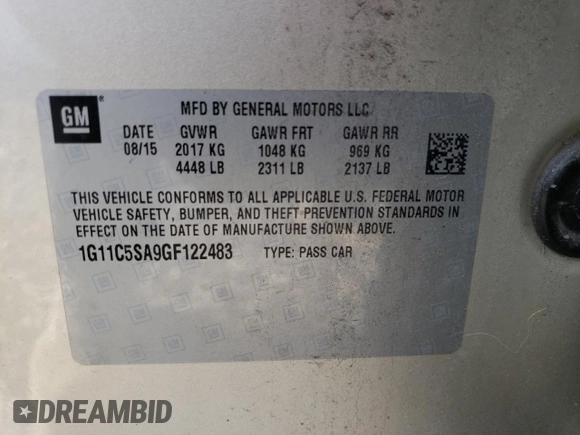 GM
MFD BY GENERAL MOTORS LLC
DATE GVWR GAWR FRT GAWR RR
08/15 2017 KG 1048 KG 969 KG
4448 LB 2311 LB 2137 LB
THIS VEHICLE CONFORMS TO ALL APPLICABLE U.S. FEDERAL MOTOR
VEHICLE SAFETY, BUMPER, AND THEFT PREVENTION STANDARDS IN
EFFECT ON THE DATE OF MANUFACTURE SHOWN ABOVE.
1G11C5SA9GF122483 TYPE: PASS CAR
DREAMBID